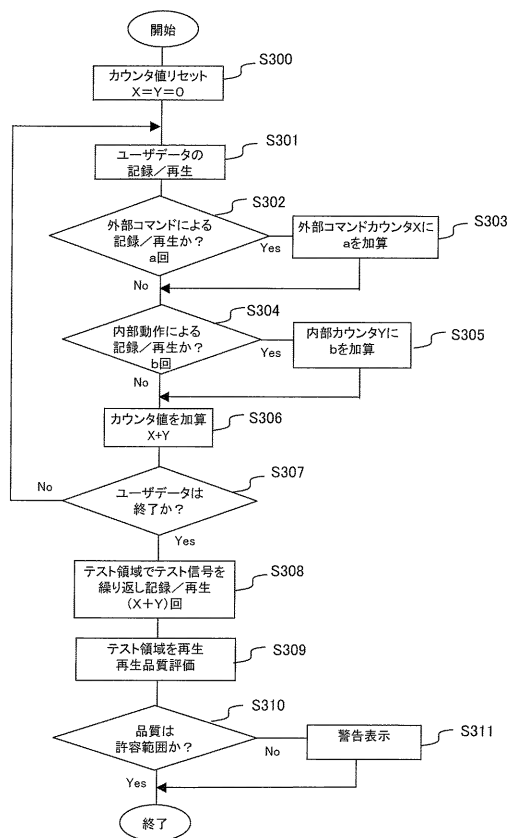 開始
カウンタ値リセット
X=Y=0
S300
ユーザデータの
記録/再生
S301
外部コマンドによる
記録/再生か?
a回
S302
Yes
外部コマンドカウンタXに
aを加算
S303
No
内部動作による
記録/再生か?
b回
S304
Yes
内部カウンタYに
bを加算
S305
No
カウンタ値を加算
X+Y
S306
ユーザデータは
終了か?
S307
No
Yes
テスト領域でテスト信号を
繰り返し記録/再生
(X+Y)回
S308
テスト領域を再生
再生品質評価
S309
品質は
許容範囲か?
S310
No
警告表示
S311
Yes
終了